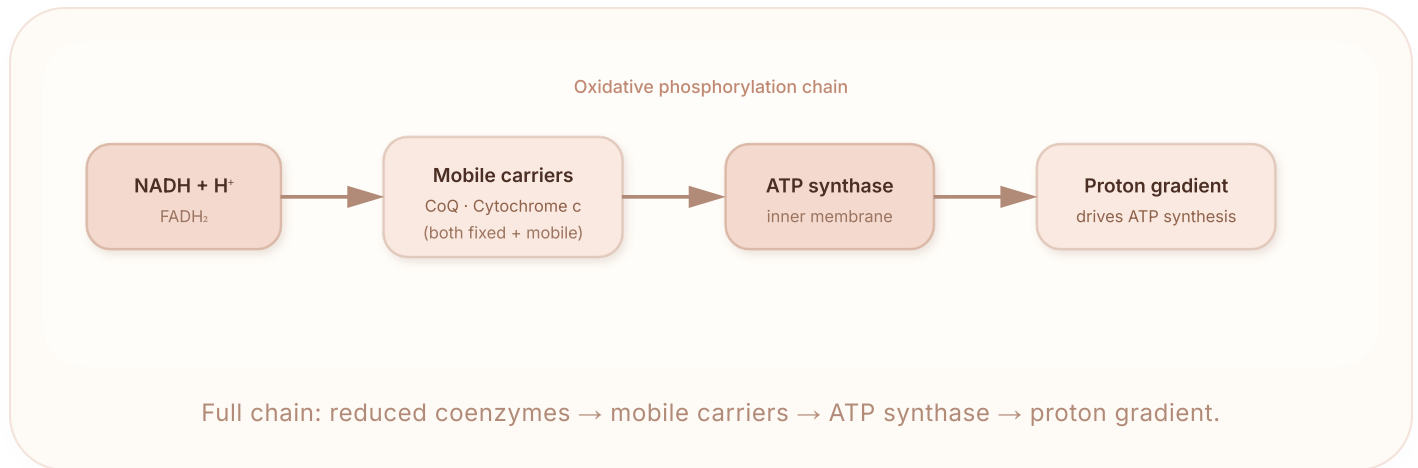 Oxidative phosphorylation chain
NADH + H⁺
FADH₂
Mobile carriers
CoQ · Cytochrome c
(both fixed + mobile)
ATP synthase
inner membrane
Proton gradient
drives ATP synthesis
Full chain: reduced coenzymes → mobile carriers → ATP synthase → proton gradient.